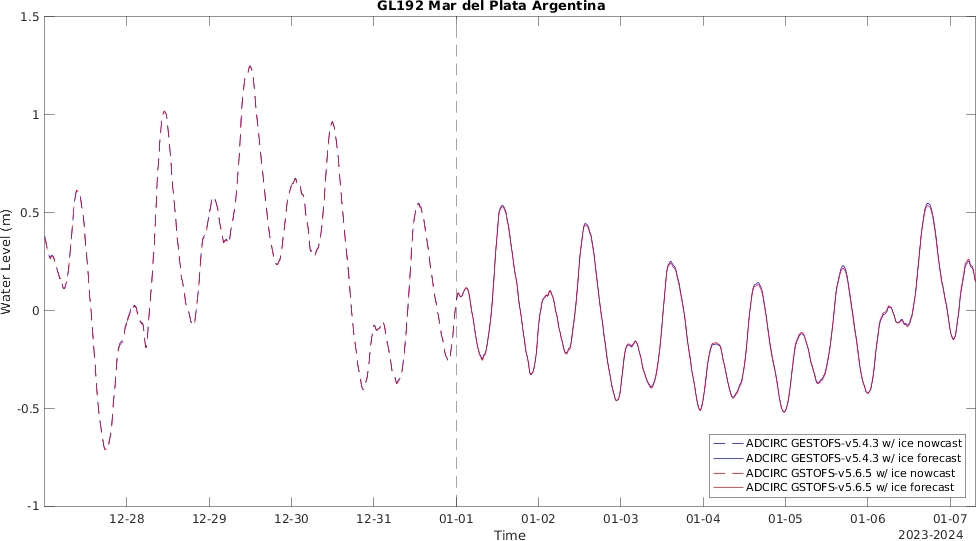 GL192 Mar del Plata Argentina
1.5
1
0.5
0
-0.5
-1
Water Level (m)
12-28 12-29 12-30 12-31 01-01 01-02 01-03 01-04 01-05 01-06 01-07
Time
2023-2024
ADCIRC GESTOFS-v5.4.3 w/ ice nowcast
ADCIRC GESTOFS-v5.4.3 w/ ice forecast
ADCIRC GSTOFS-v5.6.5 w/ ice nowcast
ADCIRC GSTOFS-v5.6.5 w/ ice forecast